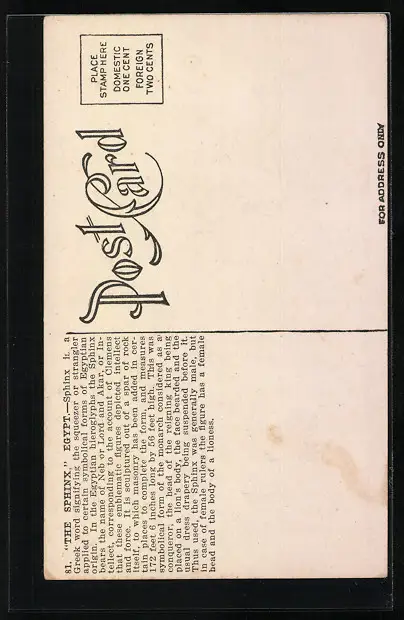 81. "THE SPHINX," EGYPT.—Sphinx is a
Greek word signifying the squeezer or strangler
applied to certain symbolical forms of Egyptian
origin. In the Egyptian hieroglyphs the Sphinx
bears the name of Neb or Lord and Akar, or In-
tellect, corresponding to the account of Clemens
that these emblematic figures depicted intellect
and force. It is sculptured out of a spar of rock
itself, to which masonry has been added in cer-
tain places to complete the form, and measures
172 feet 6 inches long by 56 feet high. This was
symbolical form of the monarch considered as a
conqueror, the head of the reigning king being
placed on a lion's body, the face bearded and the
usual dress drapery being suspended before it.
Thus used, the Sphinx was generally male, but
in case of female rulers the figure has a female
head and the body of a lioness.
Post Card
PLACE
STAMP HERE
DOMESTIC
ONE CENT
FOREIGN
TWO CENTS
FOR ADDRESS ONLY